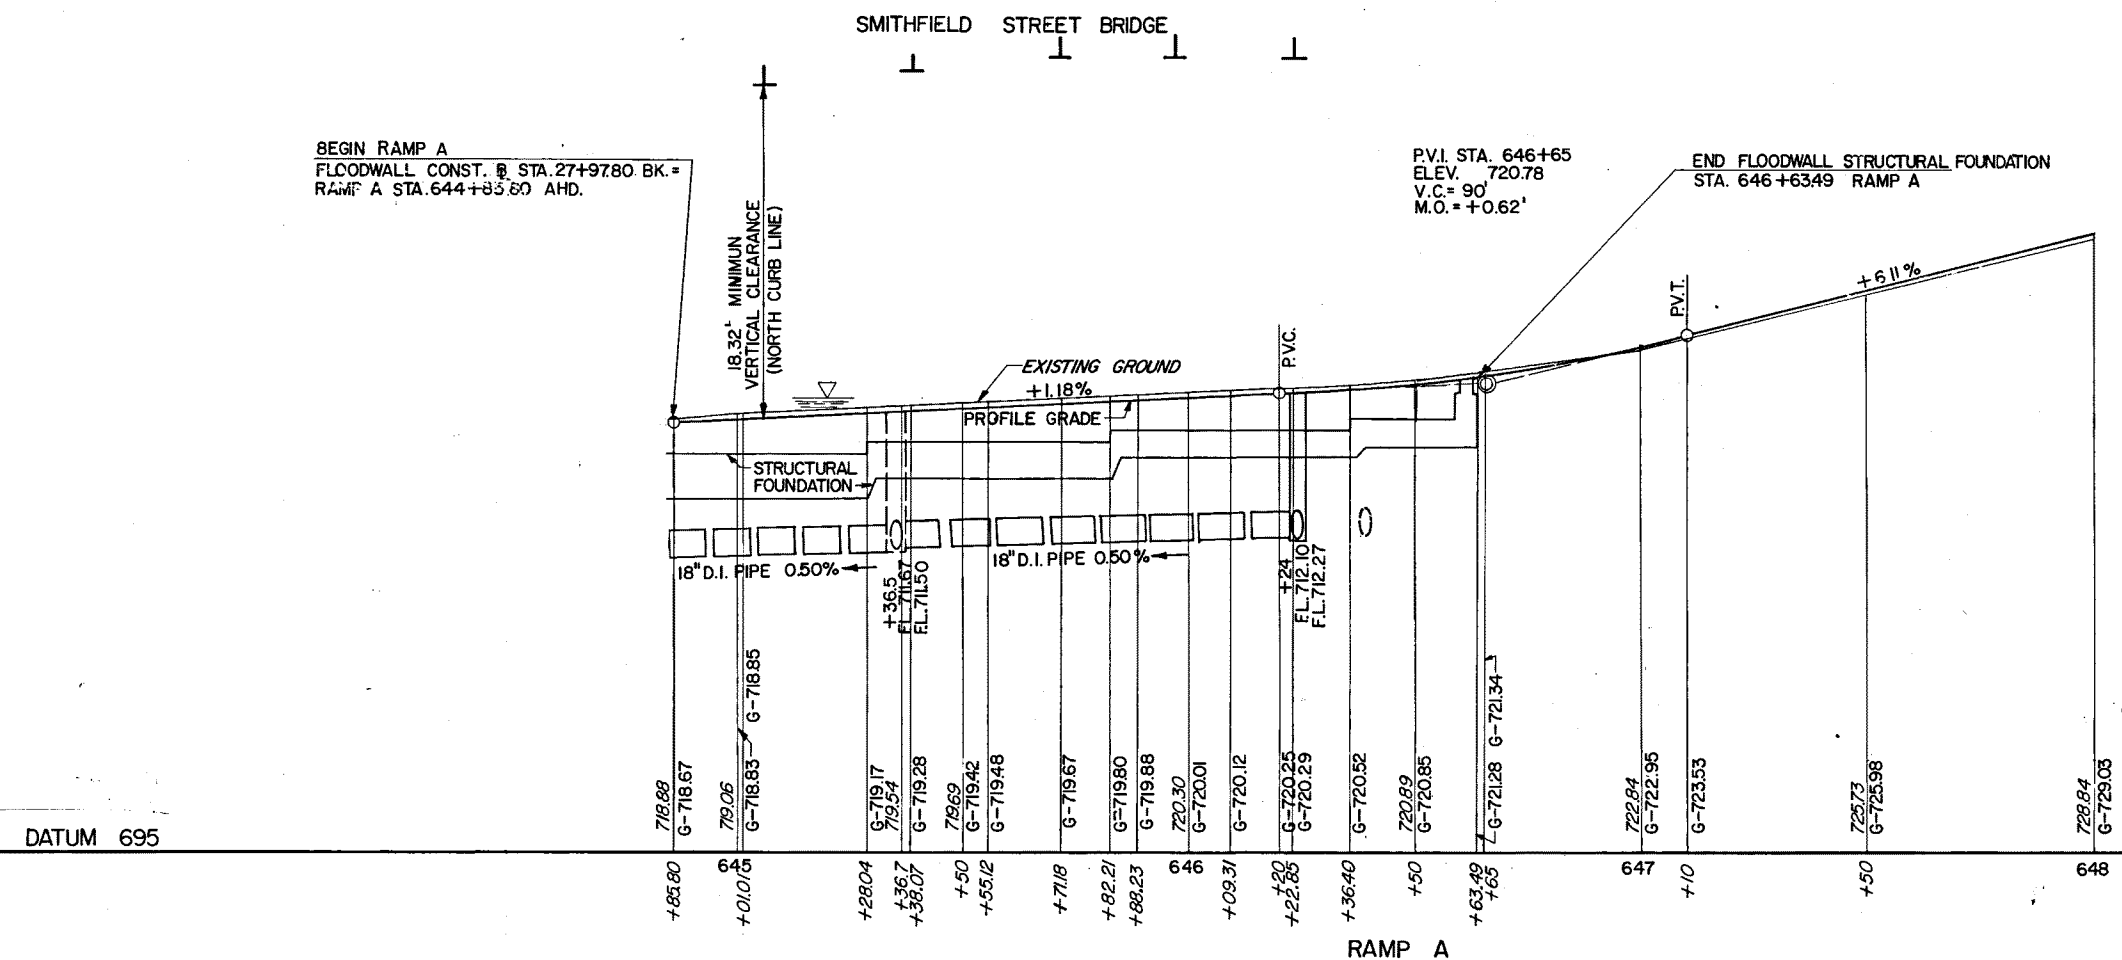 SMITHFIELD STREET BRIDGE
BEGIN RAMP A
FLOODWALL CONST. ℄ STA. 27+97.80 BK. =
RAMP A STA. 644+85.80 AHD.
18.32' MINIMUN
VERTICAL CLEARANCE
(NORTH CURB LINE)
P.V.I. STA. 646+65
ELEV. 720.78
V.C. = 90'
M.O. = +0.62'
END FLOODWALL STRUCTURAL FOUNDATION
STA. 646+63.49 RAMP A
+6.11%
P.V.T.
P.V.C.
EXISTING GROUND
+1.18%
PROFILE GRADE
STRUCTURAL
FOUNDATION
18" D.I. PIPE 0.50%
18" D.I. PIPE 0.50%
+36.5
F.L. 711.67
F.L. 711.50
+24
F.L. 712.10
F.L. 712.27
718.88
G-718.67
719.06
G-718.83
G-718.85
G-719.17
719.54
G-719.28
719.69
G-719.42
G-719.48
G-719.67
G-719.80
G-719.88
720.30
G-720.01
G-720.12
G-720.25
G-720.29
G-720.52
720.89
G-720.85
G-721.28
G-721.34
722.84
G-722.95
G-723.53
725.73
G-725.98
728.84
G-729.03
DATUM 695
+85.80
645
+01.01
+28.04
+36.7
+38.07
+50
+55.12
+71.18
+82.21
+88.23
646
+09.31
+20
+22.85
+36.40
+50
+63.49
+65
647
+10
+50
648
RAMP A